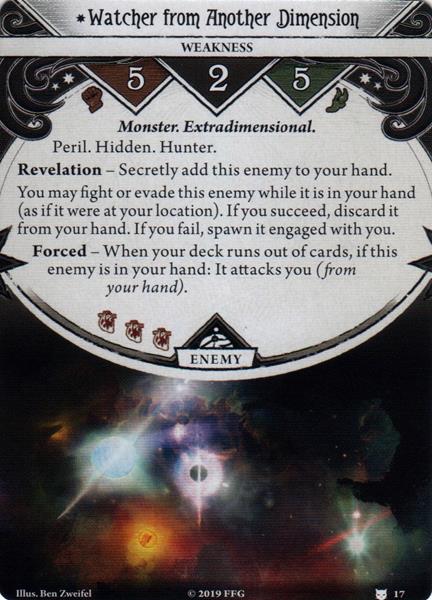 *Watcher from Another Dimension
WEAKNESS
5 2 5
Monster. Extradimensional.
Peril. Hidden. Hunter.
Revelation – Secretly add this enemy to your hand.
You may fight or evade this enemy while it is in your hand
(as if it were at your location). If you succeed, discard it
from your hand. If you fail, spawn it engaged with you.
Forced – When your deck runs out of cards, if this
enemy is in your hand: It attacks you (from
your hand).
ENEMY
Illus. Ben Zweifel © 2019 FFG 17